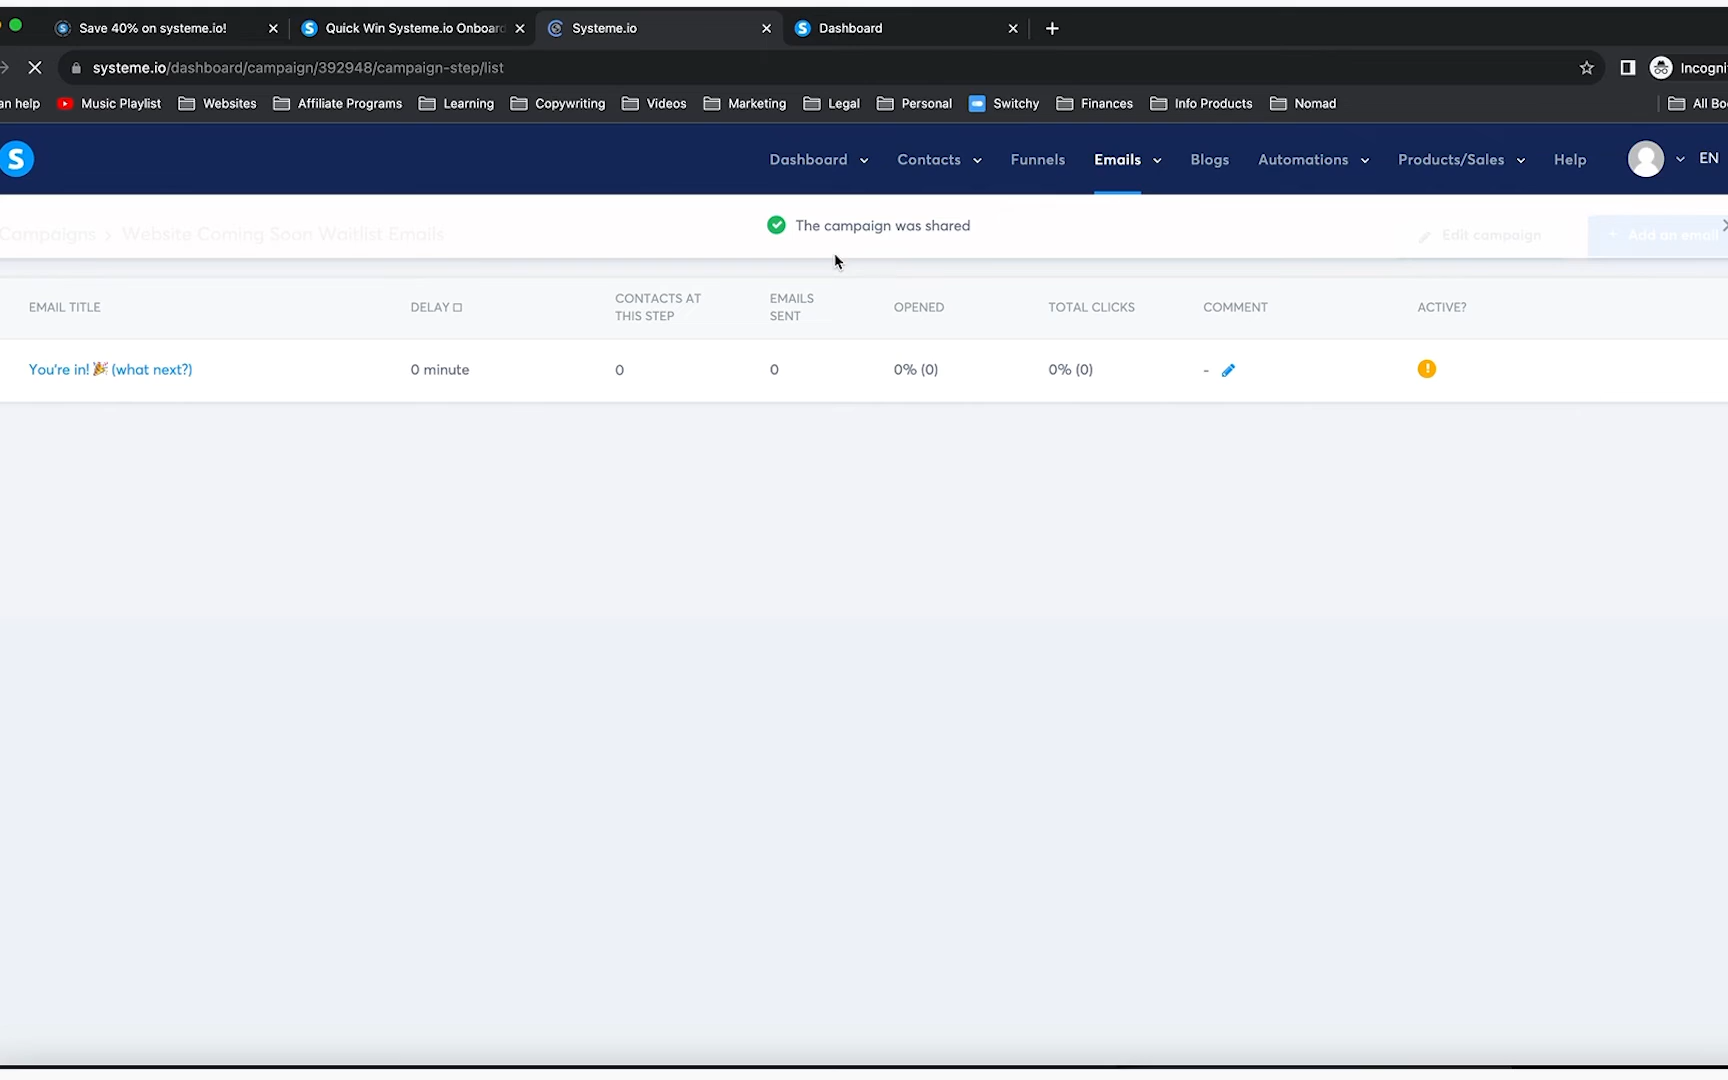 Save 40% on systeme.io!
Quick Win Systeme.io Onboard
Systeme.io
Dashboard
systeme.io/dashboard/campaign/392948/campaign-step/list
Incogni
an help
Music Playlist
Websites
Affiliate Programs
Learning
Copywriting
Videos
Marketing
Legal
Personal
Switchy
Finances
Info Products
Nomad
All Bo
S
Dashboard
Contacts
Funnels
Emails
Blogs
Automations
Products/Sales
Help
EN
The campaign was shared
Campaigns > Website Coming Soon Waitlist Emails
Edit campaign
+ Add an email
EMAIL TITLE
DELAY
CONTACTS AT
THIS STEP
EMAILS
SENT
OPENED
TOTAL CLICKS
COMMENT
ACTIVE?
You're in! 🎉 (what next?)
0 minute
0
0
0% (0)
0% (0)
-